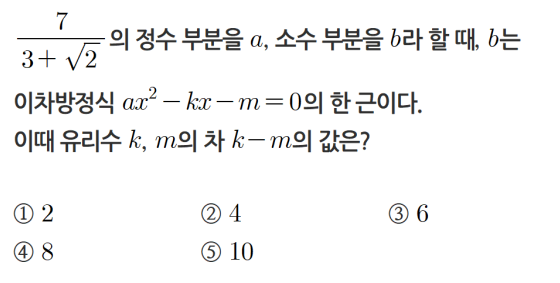 $\frac{7}{3+\sqrt{2}}$의 정수 부분을 $a$, 소수 부분을 $b$라 할 때, $b$는
이차방정식 $ax^2-kx-m=0$의 한 근이다.
이때 유리수 $k$, $m$의 차 $k-m$의 값은?
① 2 ② 4 ③ 6
④ 8 ⑤ 10